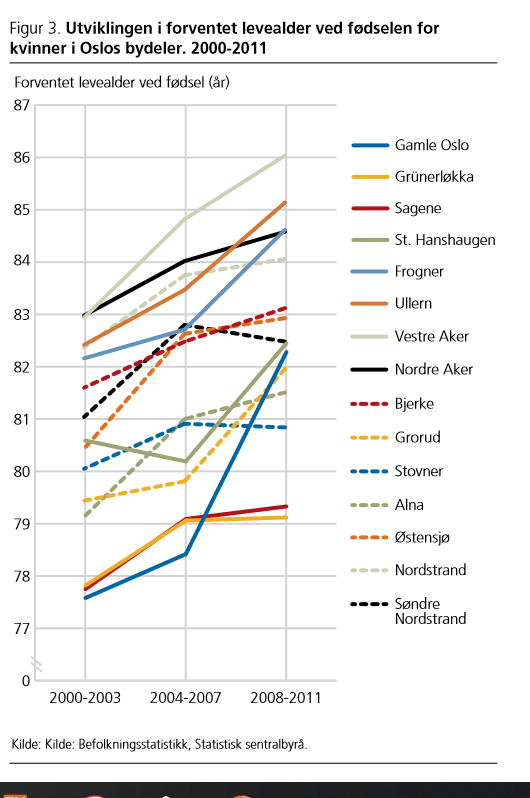 Figur 3. Utviklingen i forventet levealder ved fødselen for
kvinner i Oslos bydeler. 2000-2011
Forventet levealder ved fødsel (år)
87
86
85
84
83
82
81
80
79
78
77
0
2000-2003
2004-2007
2008-2011
Gamle Oslo
Grünerløkka
Sagene
St. Hanshaugen
Frogner
Ullern
Vestre Aker
Nordre Aker
Bjerke
Grorud
Stovner
Alna
Østensjø
Nordstrand
Søndre
Nordstrand
Kilde: Kilde: Befolkningsstatistikk, Statistisk sentralbyrå.